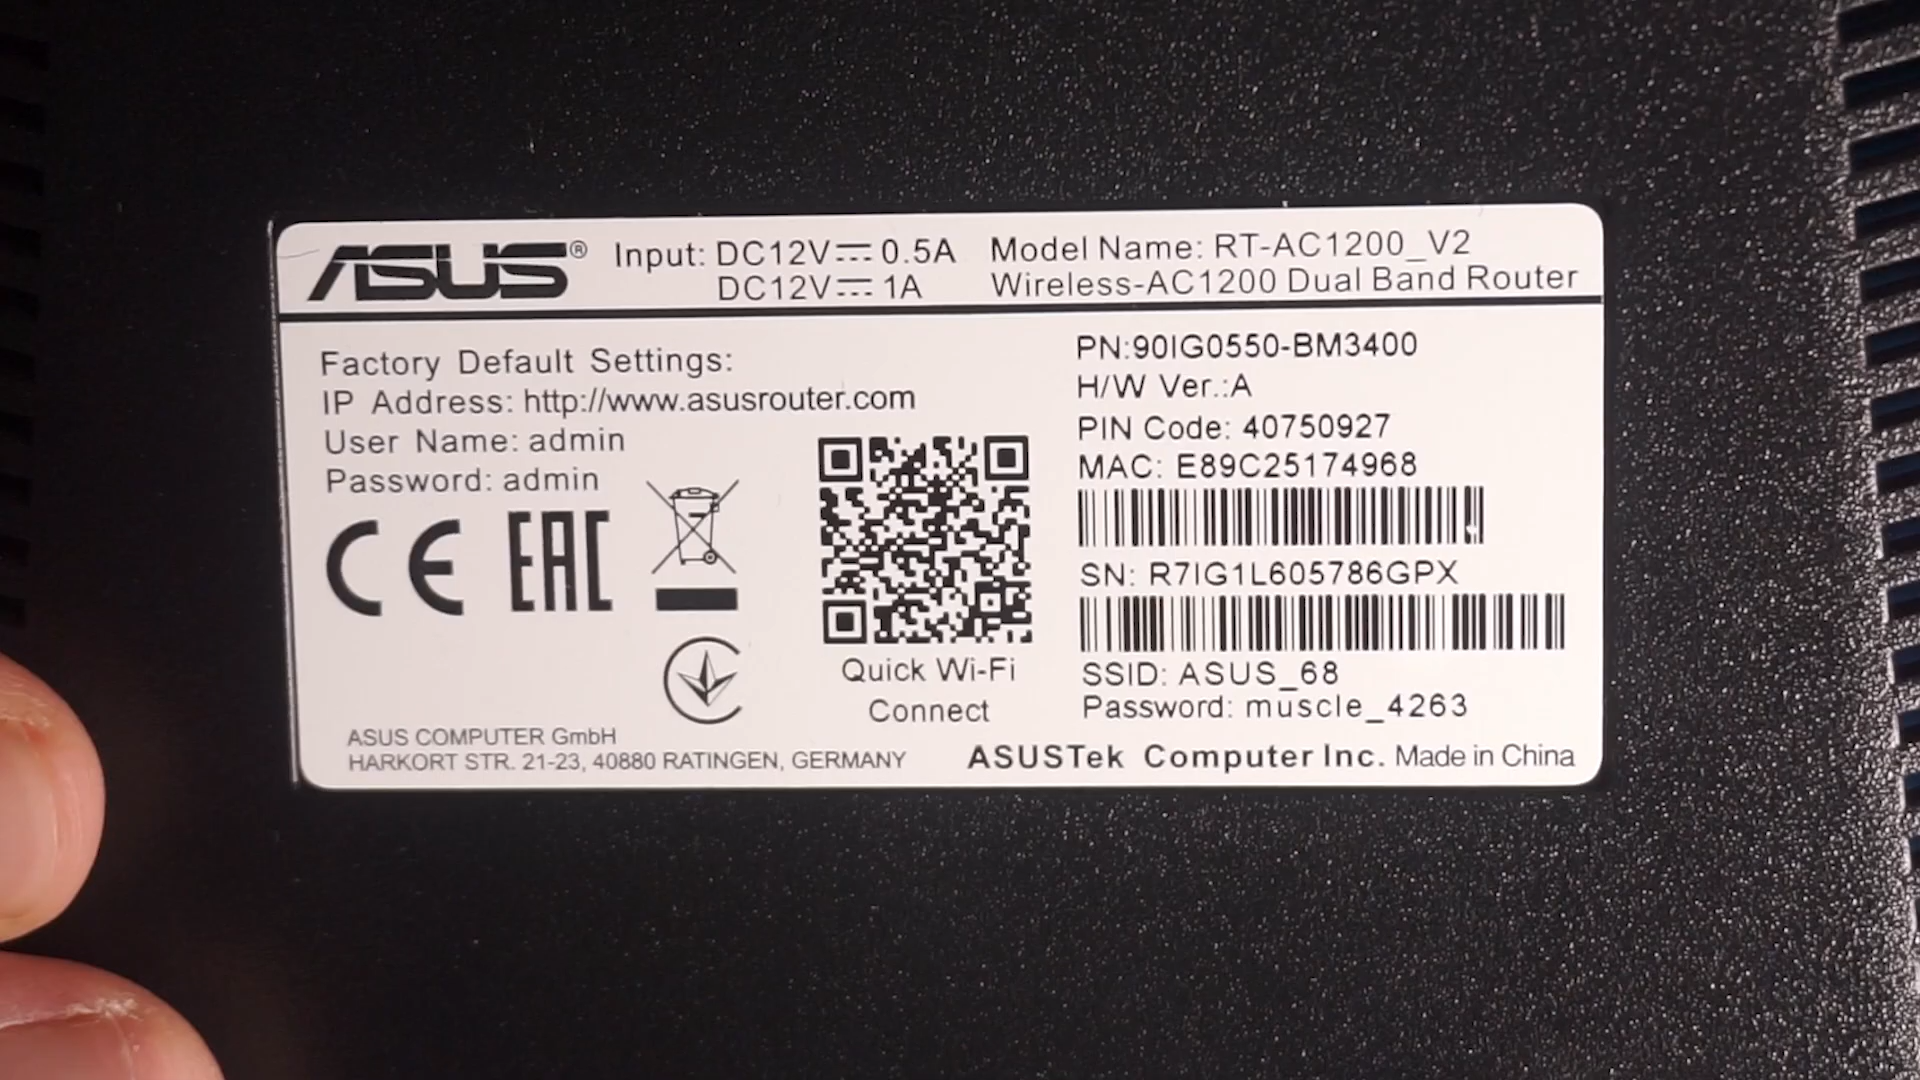 ASUS®
Input: DC12V⎓0.5A
DC12V⎓1A
Model Name: RT-AC1200_V2
Wireless-AC1200 Dual Band Router
Factory Default Settings:
IP Address: http://www.asusrouter.com
User Name: admin
Password: admin
CE EAC
Quick Wi-Fi
Connect
PN:90IG0550-BM3400
H/W Ver.:A
PIN Code: 40750927
MAC: E89C25174968
SN: R7IG1L605786GPX
SSID: ASUS_68
Password: muscle_4263
ASUS COMPUTER GmbH
HARKORT STR. 21-23, 40880 RATINGEN, GERMANY
ASUSTek Computer Inc. Made in China